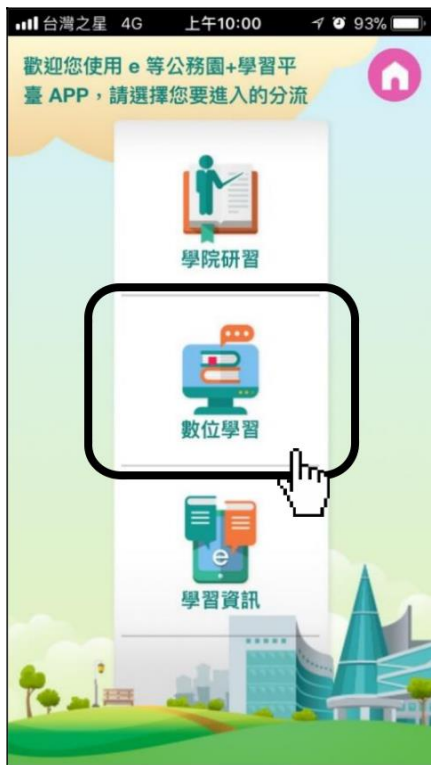 台灣之星 4G 上午10:00 93%
歡迎您使用 e 等公務園+學習平
臺 APP，請選擇您要進入的分流
學院研習
數位學習
e
學習資訊